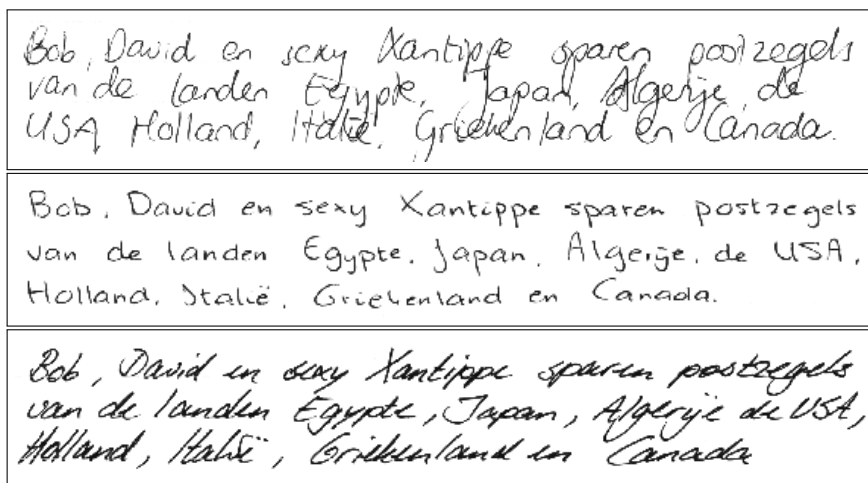 Bob, David en sexy Xantippe sparen postzegels
van de landen Egypte, Japan, Algerije, de
USA, Holland, Italië, Griekenland en Canada.
Bob, David en sexy Xantippe sparen postzegels
van de landen Egypte, Japan, Algerije, de USA,
Holland, Italië, Griekenland en Canada.
Bob, David en sexy Xantippe sparen postzegels
van de landen Egypte, Japan, Algerije de USA,
Holland, Italië, Griekenland en Canada